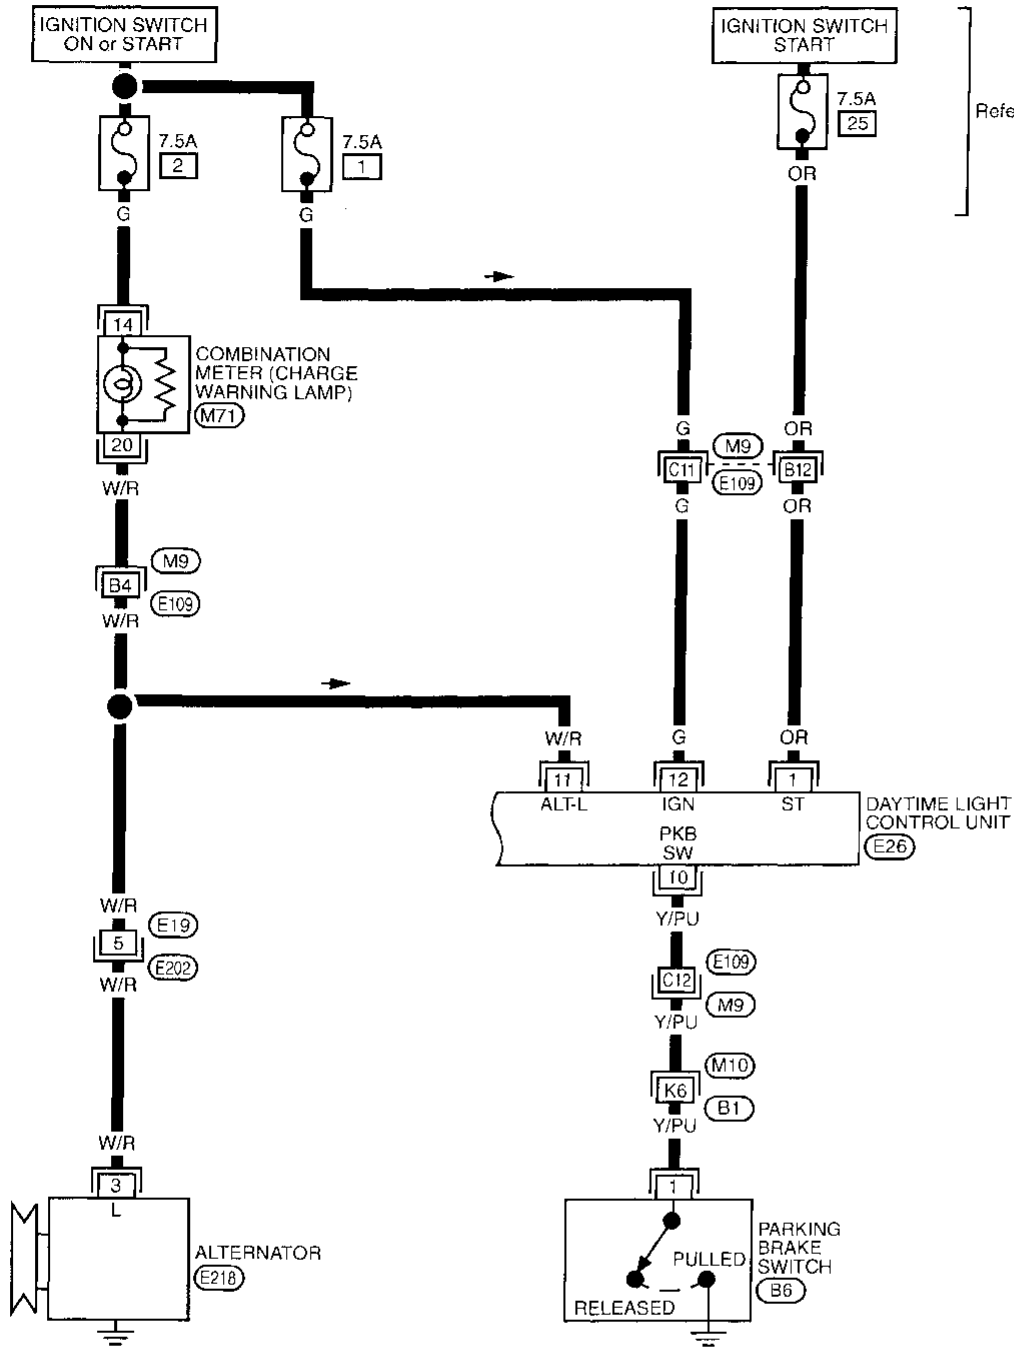 IGNITION SWITCH
ON or START
IGNITION SWITCH
START
7.5A
2
7.5A
1
7.5A
25
Refe
G
G
OR
14
COMBINATION
METER (CHARGE
WARNING LAMP)
M71
20
W/R
G
OR
M9
C11
B12
E109
G
OR
M9
B4
E109
W/R
W/R
G
OR
11
12
1
ALT-L
IGN
ST
PKB
SW
DAYTIME LIGHT
CONTROL UNIT
E26
10
W/R
Y/PU
E19
5
E202
W/R
E109
C12
M9
Y/PU
M10
K6
B1
Y/PU
W/R
3
L
1
ALTERNATOR
E218
PULLED
RELEASED
PARKING
BRAKE
SWITCH
B6